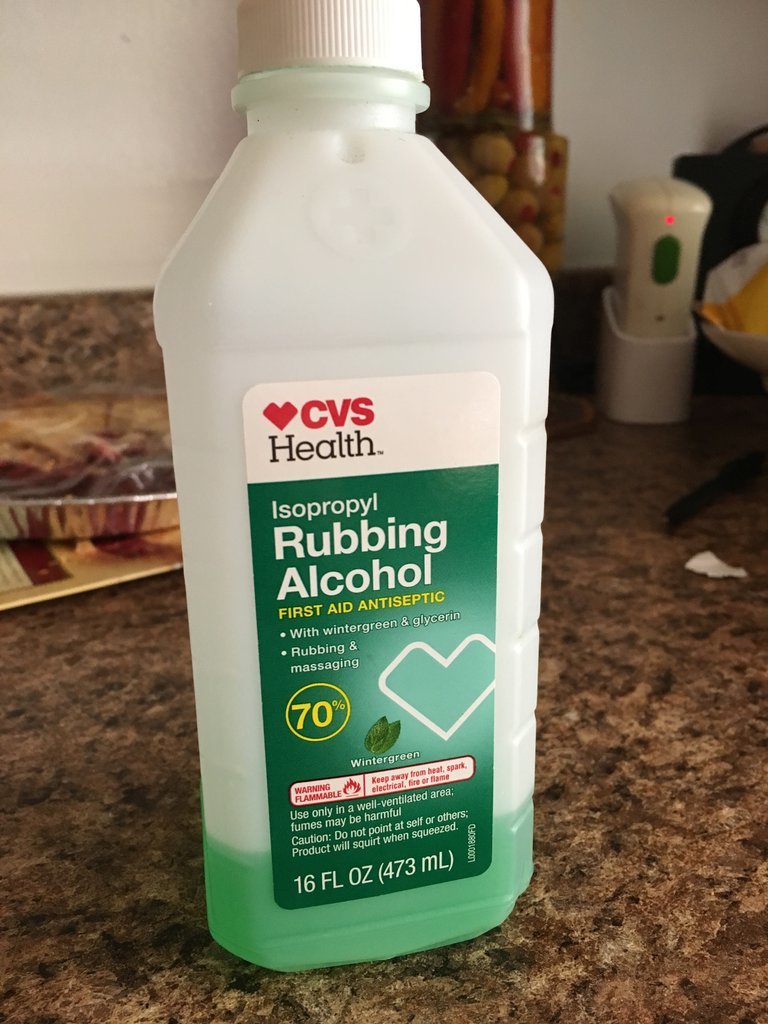 CVS
Health™
Isopropyl
Rubbing
Alcohol
FIRST AID ANTISEPTIC
• With wintergreen & glycerin
• Rubbing &
massaging
70%
Wintergreen
WARNING
FLAMMABLE
Keep away from heat, spark,
electrical, fire or flame
Use only in a well-ventilated area;
fumes may be harmful
Caution: Do not point at self or others;
Product will squirt when squeezed.
16 FL OZ (473 mL)